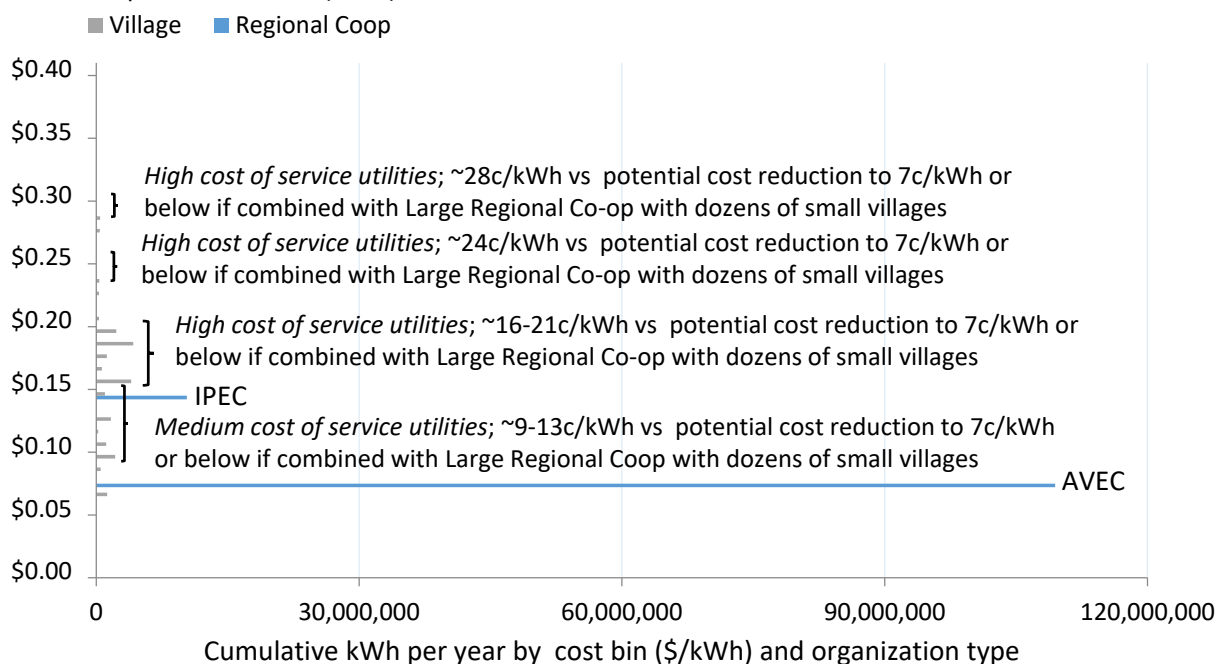 Village Regional Coop
$0.40
$0.35
High cost of service utilities; ~28c/kWh vs potential cost reduction to 7c/kWh or
$0.30
below if combined with Large Regional Co-op with dozens of small villages
High cost of service utilities; ~24c/kWh vs potential cost reduction to 7c/kWh or
$0.25
below if combined with Large Regional Co-op with dozens of small villages
$0.20
High cost of service utilities; ~16-21c/kWh vs potential cost reduction to 7c/kWh or
below if combined with Large Regional Co-op with dozens of small villages
$0.15
IPEC
Medium cost of service utilities; ~9-13c/kWh vs potential cost reduction to 7c/kWh
$0.10
or below if combined with Large Regional Coop with dozens of small villages
AVEC
$0.05
$0.00
0 30,000,000 60,000,000 90,000,000 120,000,000
Cumulative kWh per year by cost bin ($/kWh) and organization type